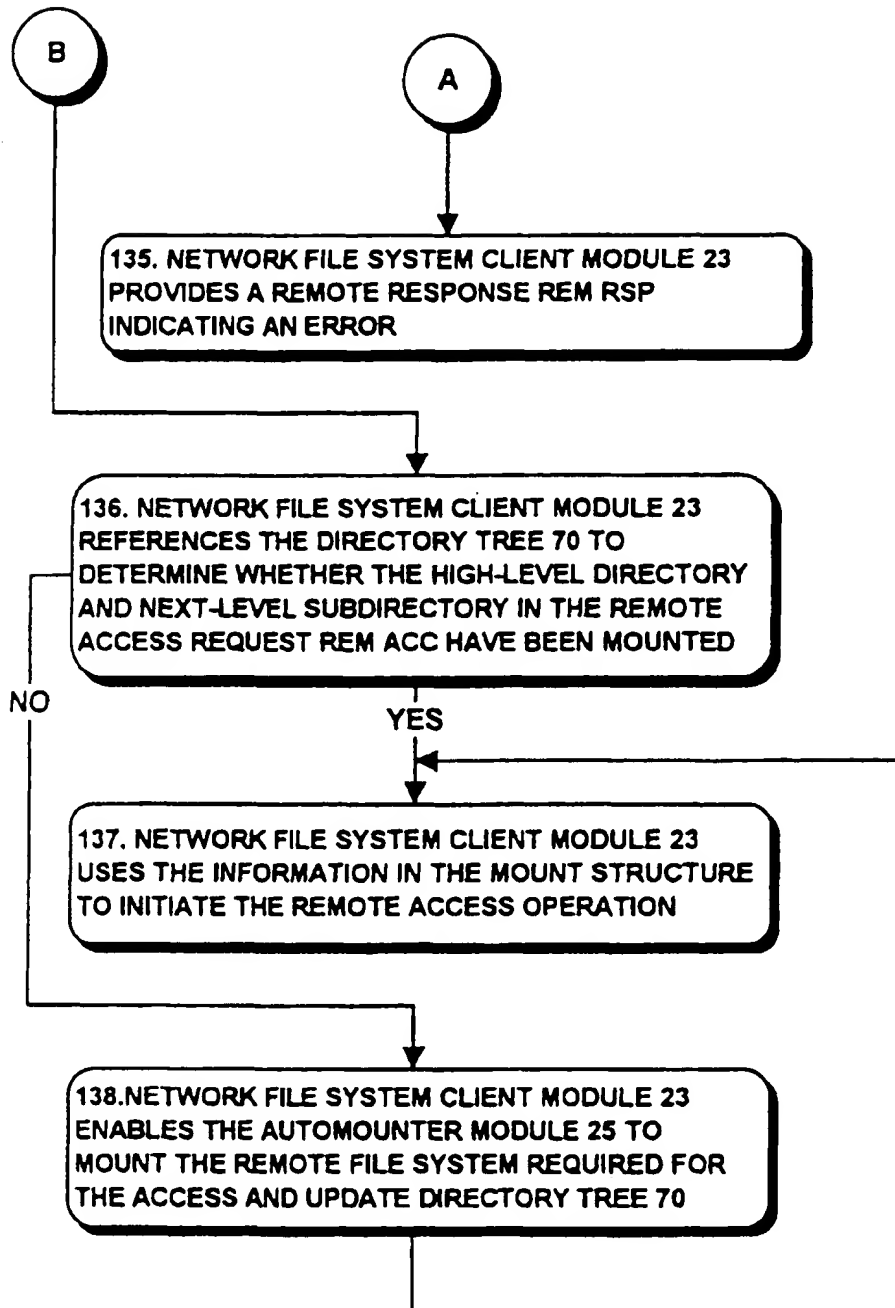 B
A
135. NETWORK FILE SYSTEM CLIENT MODULE 23
PROVIDES A REMOTE RESPONSE REM RSP
INDICATING AN ERROR
136. NETWORK FILE SYSTEM CLIENT MODULE 23
REFERENCES THE DIRECTORY TREE 70 TO
DETERMINE WHETHER THE HIGH-LEVEL DIRECTORY
AND NEXT-LEVEL SUBDIRECTORY IN THE REMOTE
ACCESS REQUEST REM ACC HAVE BEEN MOUNTED
NO
YES
137. NETWORK FILE SYSTEM CLIENT MODULE 23
USES THE INFORMATION IN THE MOUNT STRUCTURE
TO INITIATE THE REMOTE ACCESS OPERATION
138.NETWORK FILE SYSTEM CLIENT MODULE 23
ENABLES THE AUTOMOUNTER MODULE 25 TO
MOUNT THE REMOTE FILE SYSTEM REQUIRED FOR
THE ACCESS AND UPDATE DIRECTORY TREE 70